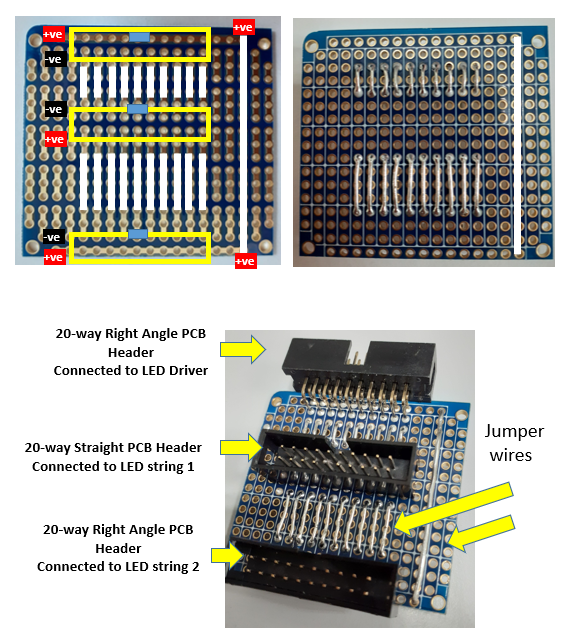 +ve
+ve
-ve
-ve
+ve
-ve
+ve
+ve
20-way Right Angle PCB
Header
Connected to LED Driver
20-way Straight PCB Header
Connected to LED string 1
20-way Right Angle PCB
Header
Connected to LED string 2
Jumper
wires